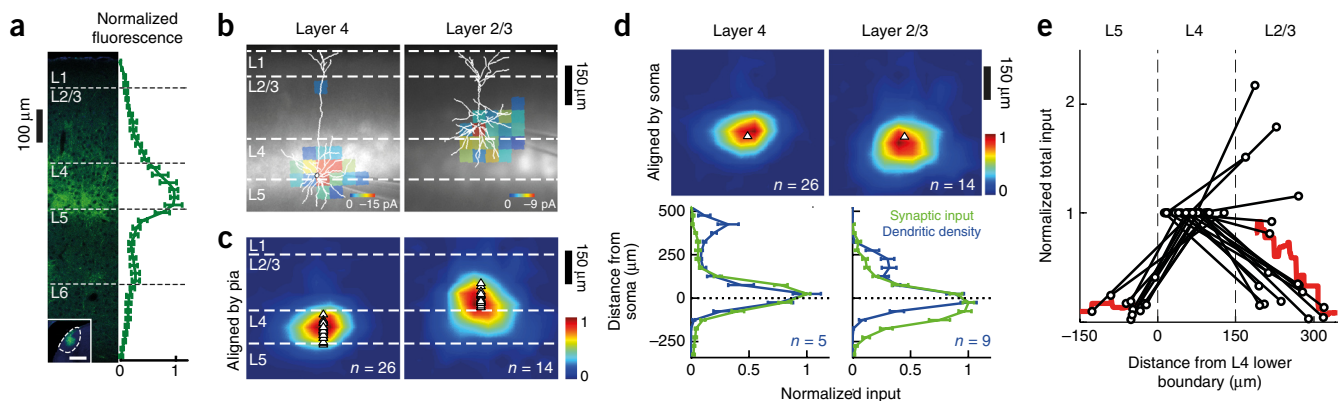 a
Normalized
fluorescence
L1
L2/3
100 µm
L4
L5
L6
0 1
b
Layer 4 Layer 2/3
L1
L2/3
150 µm
L4
L5
0 −15 pA
0 −9 pA
c
L1
L2/3
150 µm
Aligned by pia
L4
L5
n = 26 n = 14
1
0
d
Layer 4 Layer 2/3
Aligned by soma
150 µm
1
0
n = 26 n = 14
500
250
0
−250
Distance from
soma (µm)
Synaptic input
Dendritic density
n = 5 n = 9
0 0.5 1.0 0 0.5 1.0
Normalized input
e
L5 L4 L2/3
Normalized total input
2
1
0
−150 0 150 300
Distance from L4 lower
boundary (µm)